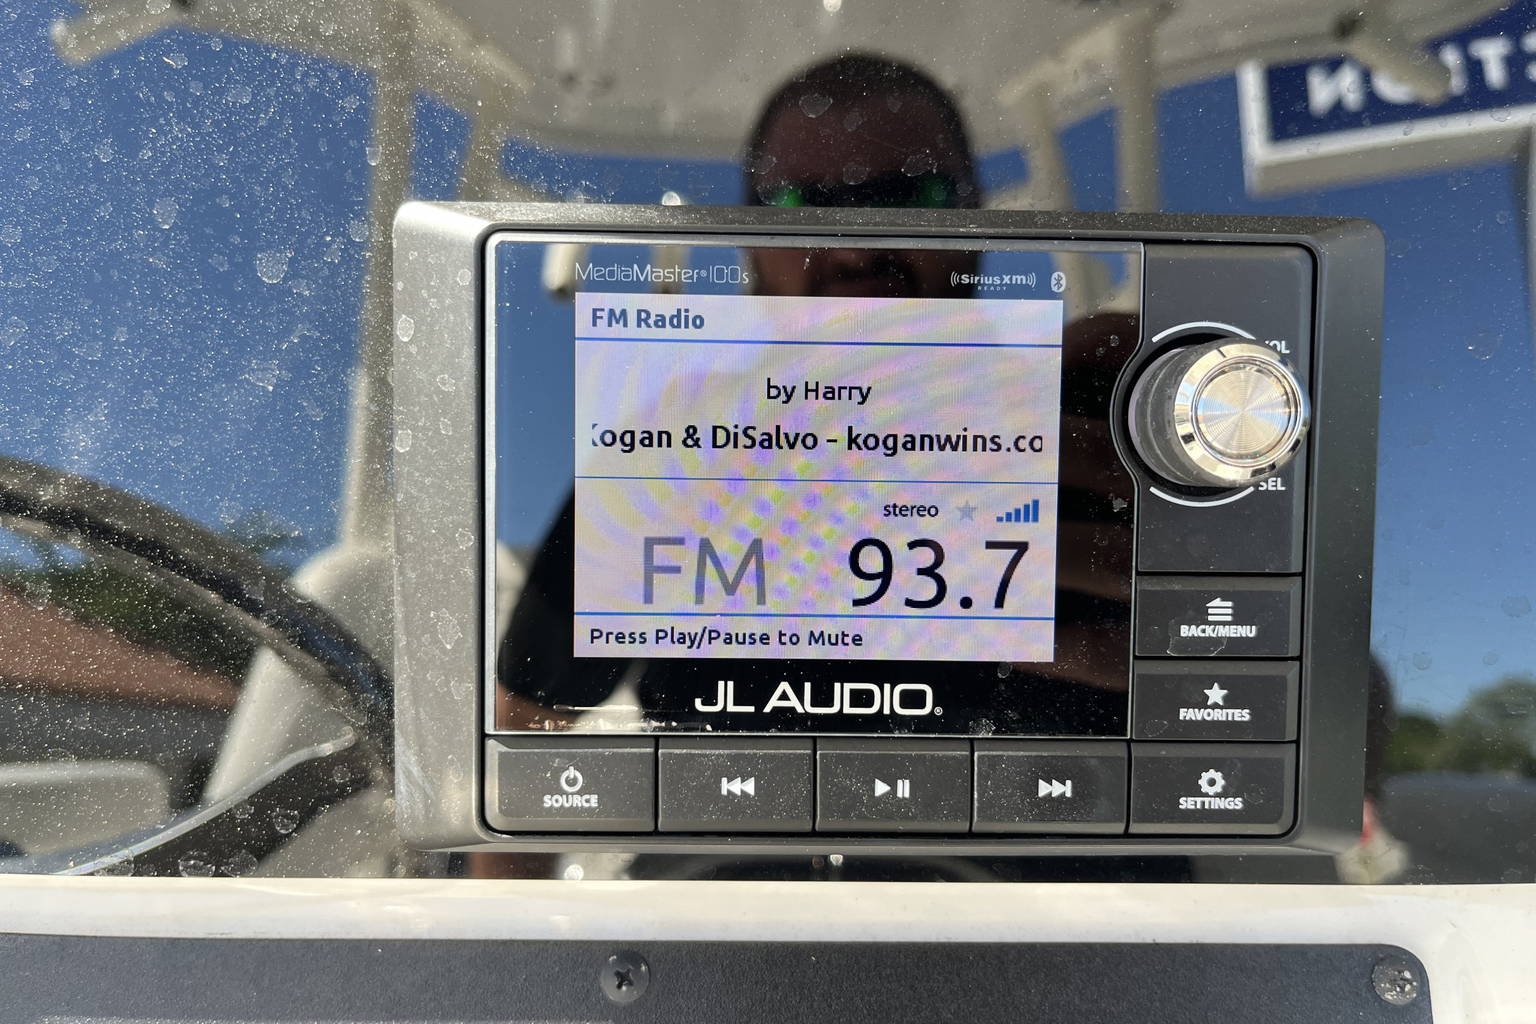 MediaMaster® 100s
((SiriusXM))
READY
FM Radio
by Harry
Kogan & DiSalvo - koganwins.co
stereo
FM 93.7
Press Play/Pause to Mute
JL AUDIO®
VOL
SEL
BACK/MENU
FAVORITES
SOURCE
SETTINGS